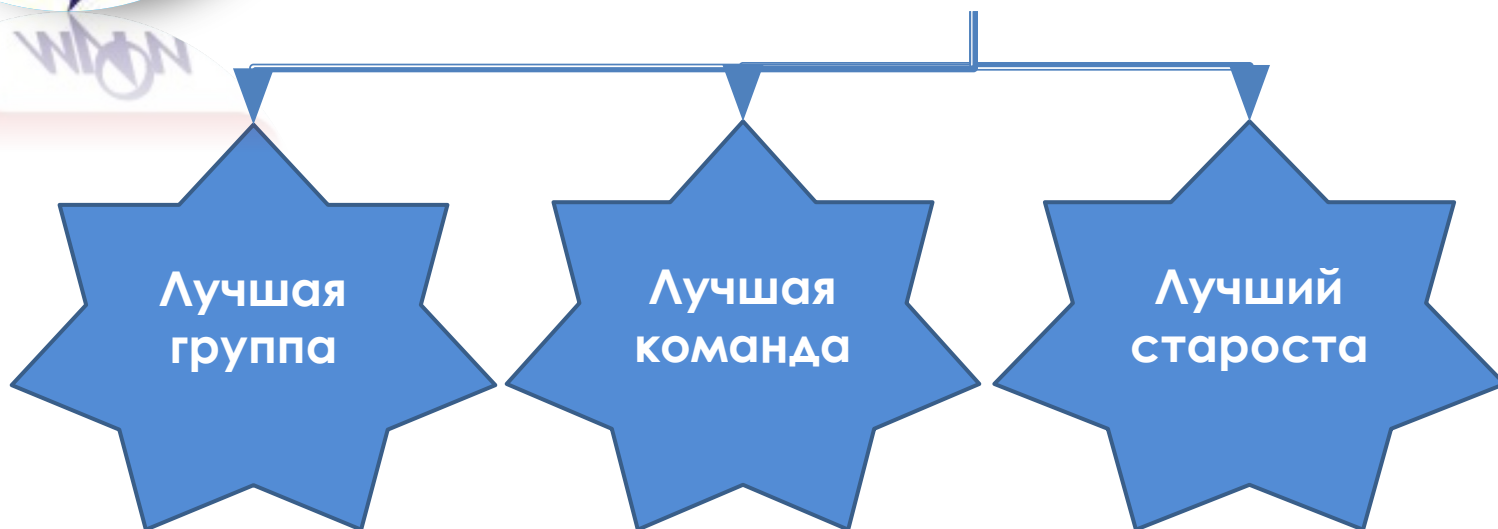 Лучшая
группа
Лучшая
команда
Лучший
староста